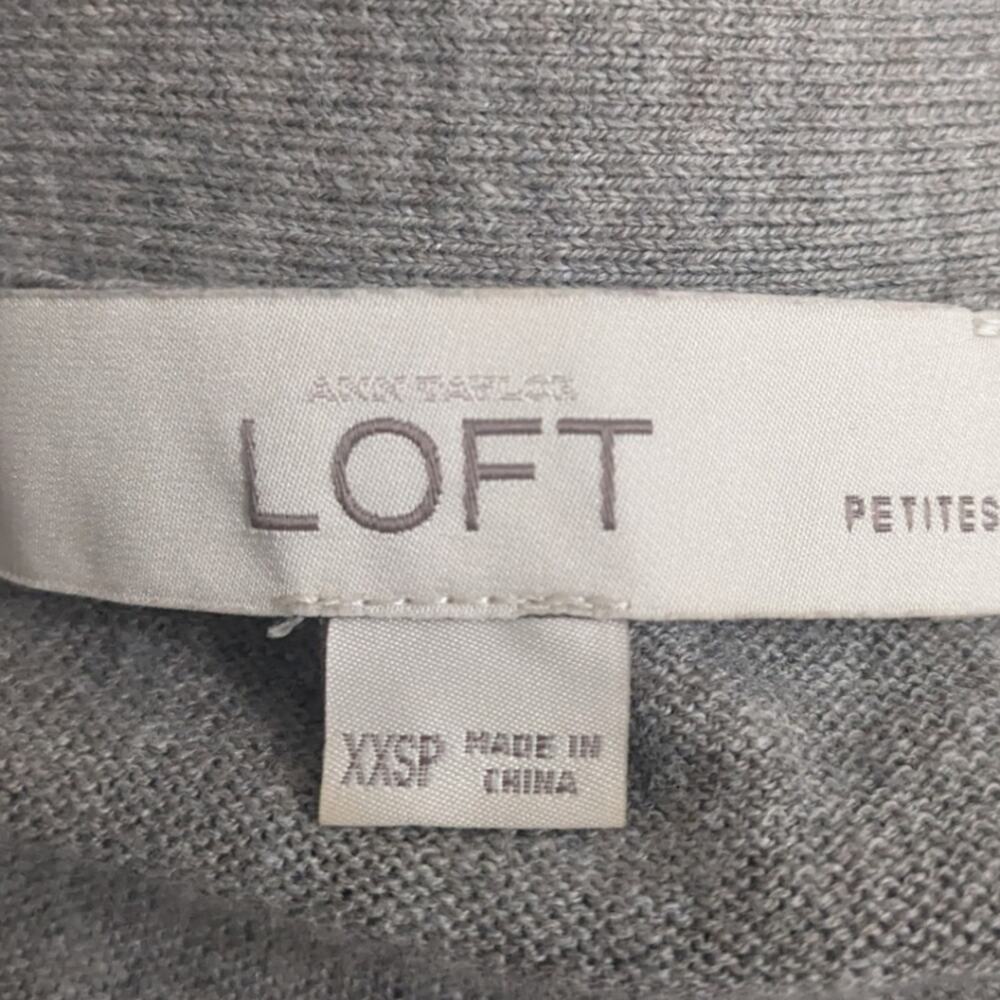 ANN TAYLOR
LOFT
PETITES
XXSP MADE IN
CHINA